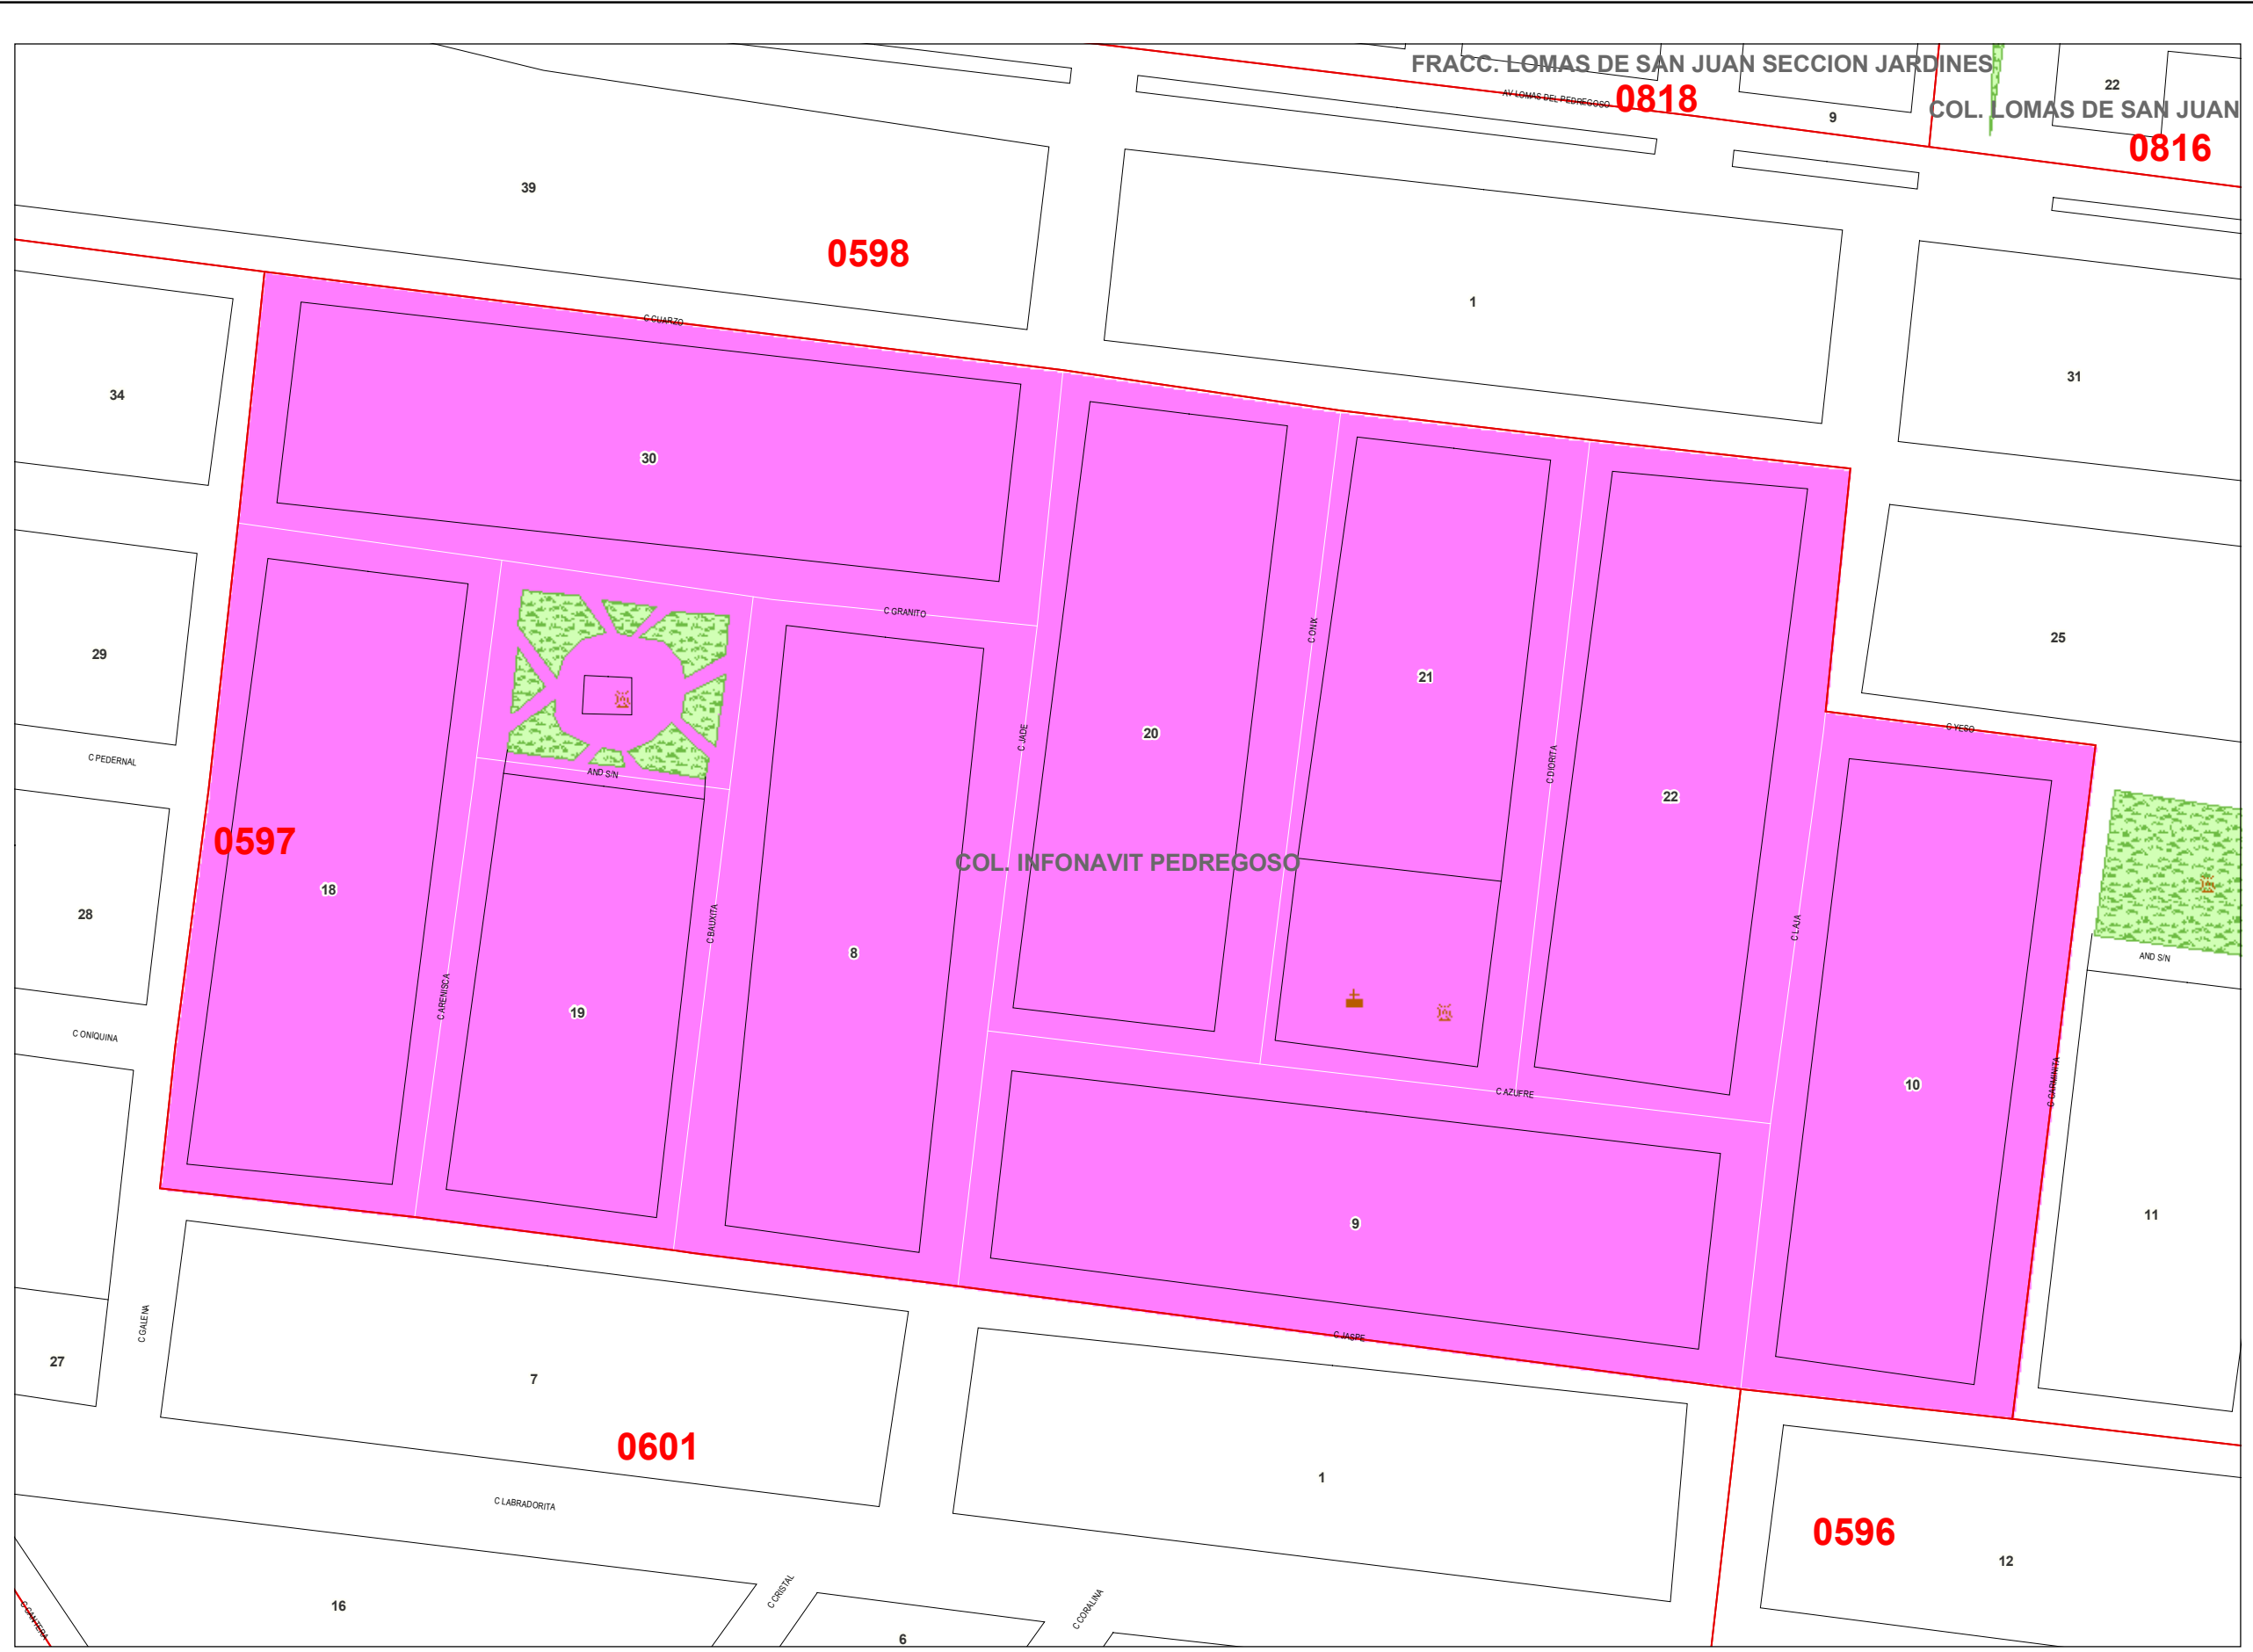 FRACC. LOMAS DE SAN JUAN SECCION JARDINES
22
AV LOMAS DEL PEDREGOSO
0818
9
COL. LOMAS DE SAN JUAN
0816
39
0598
1
C CUARZO
31
34
30
C GRANITO
C ONIX
21
25
29
C YESO
C JADE
20
C PEDERNAL
AND S/N
C DIORITA
22
0597
COL. INFONAVIT PEDREGOSO
18
28
C BAUXITA
C LAJA
8
AND S/N
C ARENISCA
19
C ONIQUINA
C AZUFRE
10
C CARMINITA
9
11
C GALENA
C JASPE
27
7
0601
1
C LABRADORITA
0596
12
C CRISTAL
C CORALINA
16
C CANTERA
6